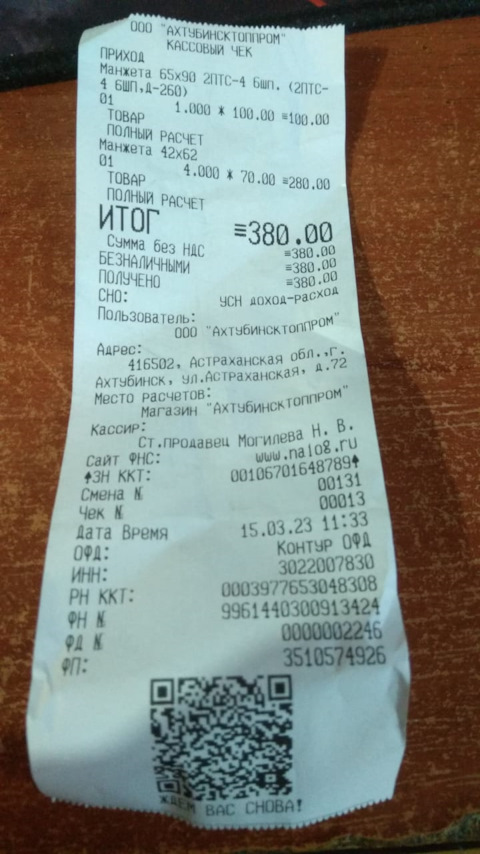 ООО "АХТУБИНСКТОППРОМ"
КАССОВЫЙ ЧЕК
ПРИХОД
Манжета 65х90 2ПТС-4 6шп. (2ПТС-
4 6ШП,Д-260)
01 1.000 * 100.00 ≡100.00
ТОВАР
ПОЛНЫЙ РАСЧЕТ
Манжета 42х62
01 4.000 * 70.00 ≡280.00
ТОВАР
ПОЛНЫЙ РАСЧЕТ
ИТОГ ≡380.00
Сумма без НДС ≡380.00
БЕЗНАЛИЧНЫМИ ≡380.00
ПОЛУЧЕНО ≡380.00
СНО: УСН ДОХОД-РАСХОД
Пользователь:
ООО "АХТУБИНСКТОППРОМ"
Адрес:
416502, Астраханская обл.,г.
Ахтубинск, ул.Астраханская, д.72
Место расчетов:
Магазин "АХТУБИНСКТОППРОМ"
Кассир:
Ст.продавец Могилева Н. В.
Сайт ФНС: www.nalog.ru
↑ЗН ККТ: 00106701648789↑
Смена № 00131
Чек № 00013
Дата Время 15.03.23 11:33
ОФД: Контур ОФД
ИНН: 3022007830
РН ККТ: 0003977653048308
ФН № 9961440300913424
ФД № 0000002246
ФП: 3510574926
ЖДЕМ ВАС СНОВА!